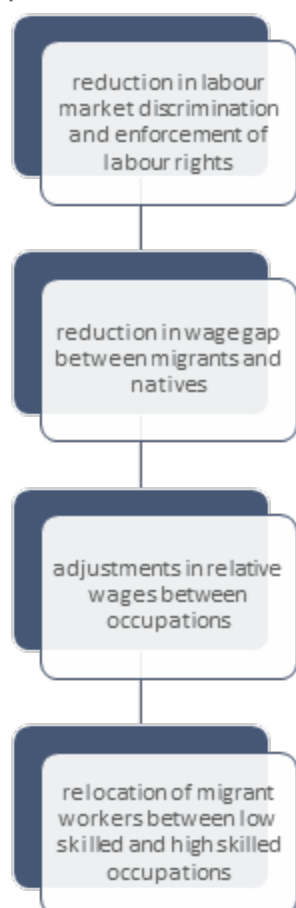 reduction in labour
market discrimination
and enforcement of
labour rights
reduction in wage gap
between migrants and
natives
adjustments in relative
wages between
occupations
relocation of migrant
workers between low
skilled and high skilled
occupations